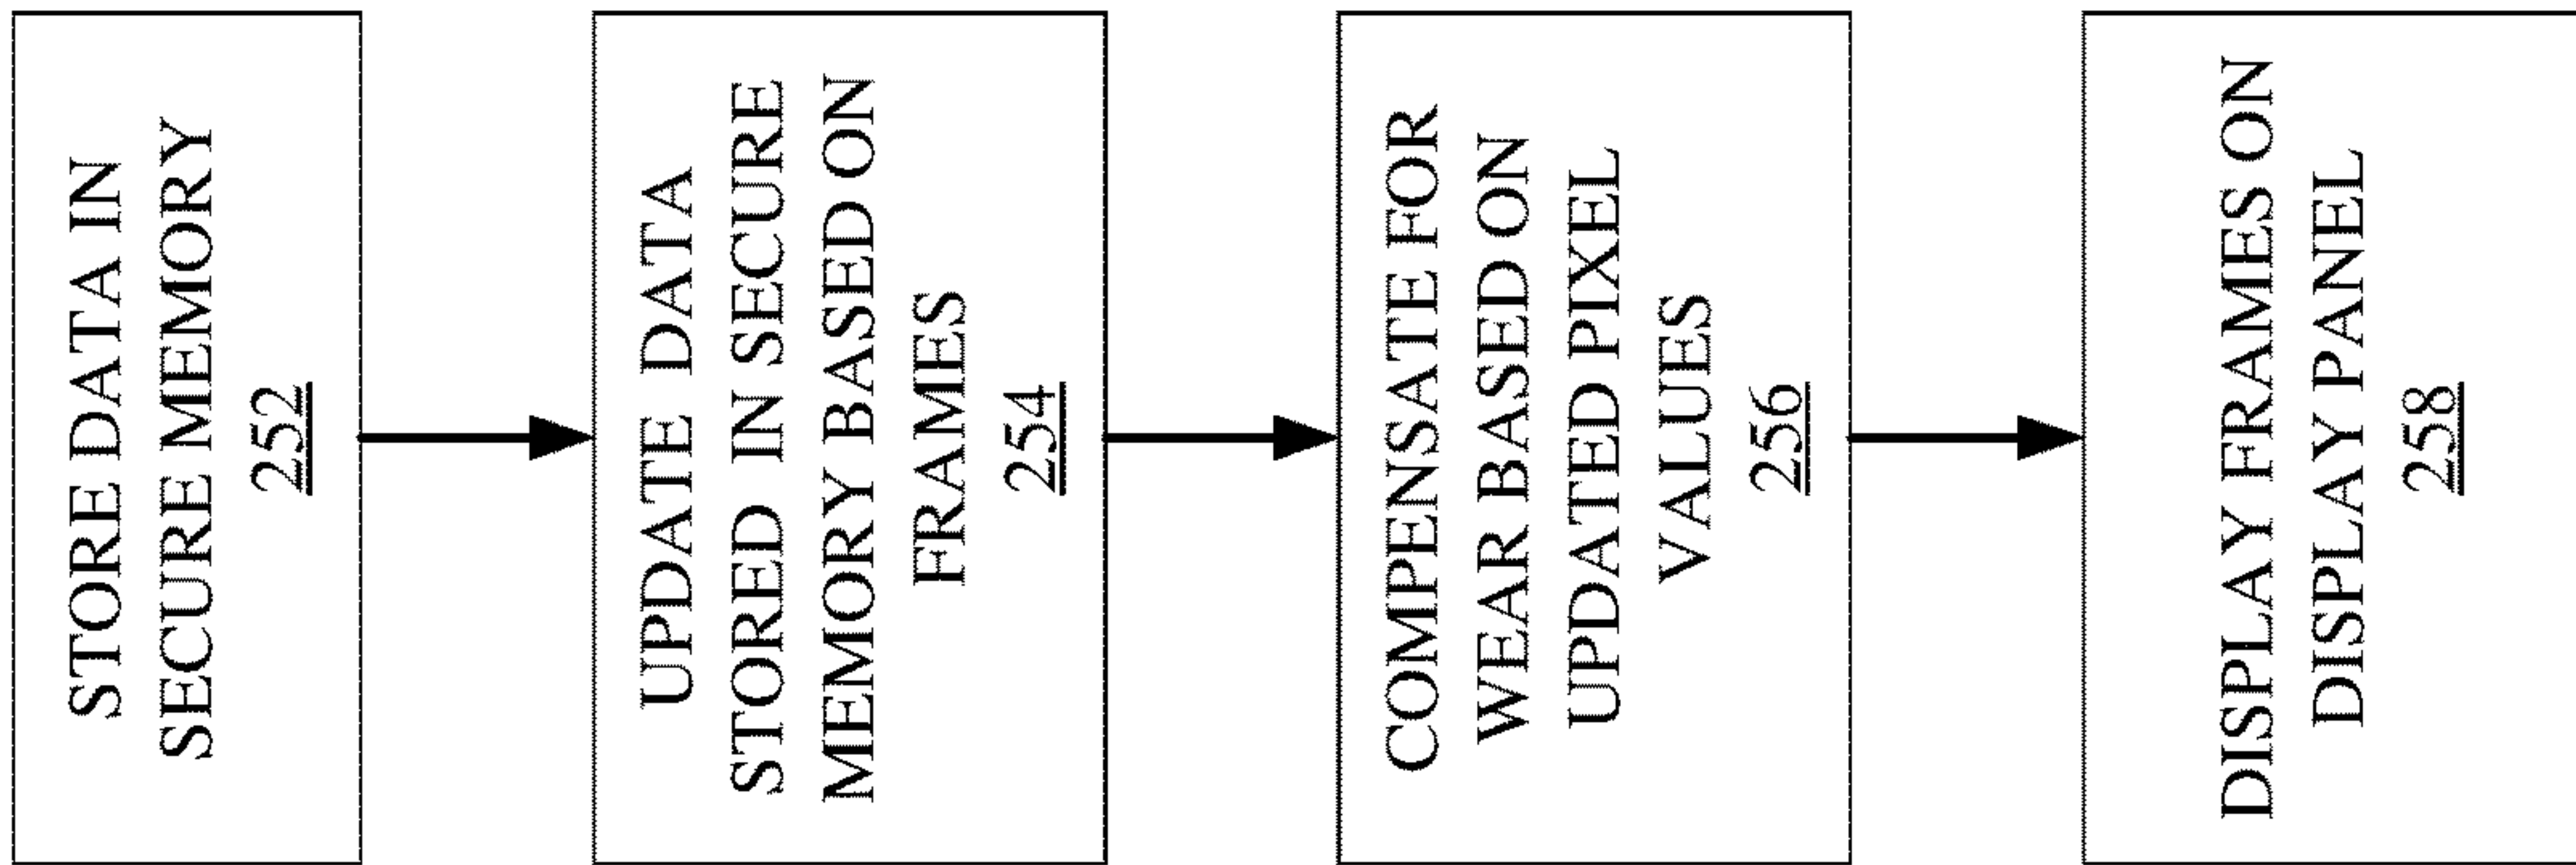 STORE DATA IN
SECURE MEMORY
252
UPDATE DATA
STORED IN SECURE
MEMORY BASED ON
FRAMES
254
COMPENSATE FOR
WEAR BASED ON
UPDATED PIXEL
VALUES
256
DISPLAY FRAMES ON
DISPLAY PANEL
258